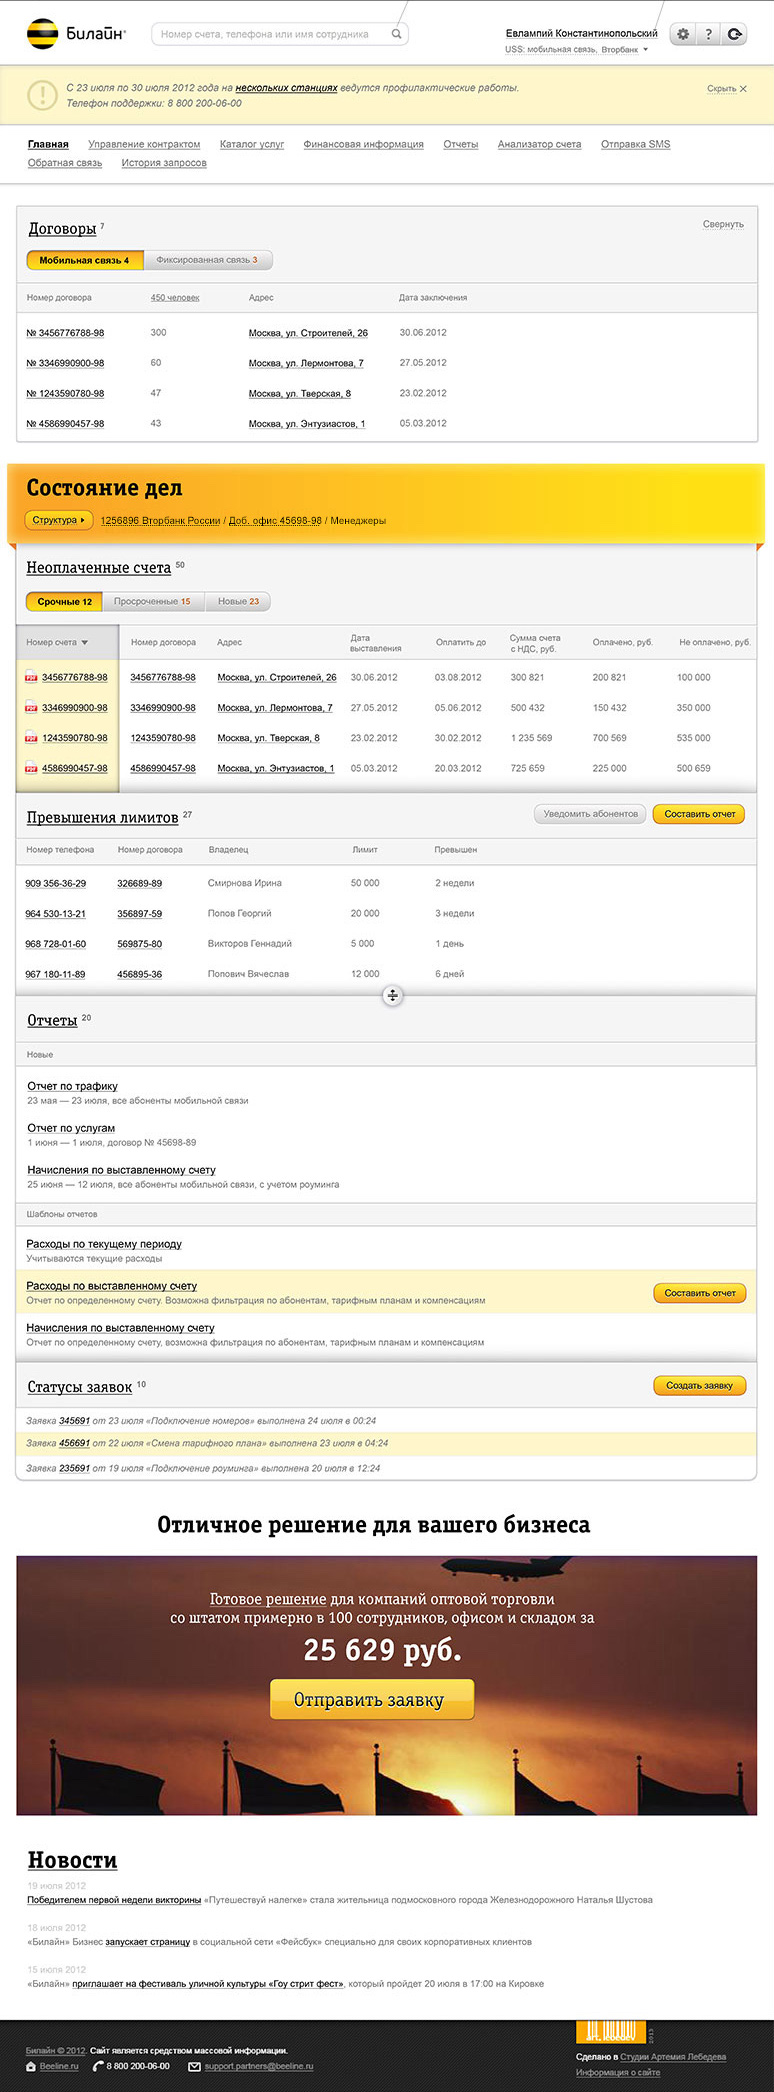 Билайн
Номер счета, телефона или имя сотрудника
Евлампий Константинопольский
USS: мобильная связь, Вторбанк
?
С 23 июля по 30 июля 2012 года на нескольких станциях ведутся профилактические работы.
Телефон поддержки: 8 800 200-06-00
Скрыть
Главная Управление контрактом Каталог услуг Финансовая информация Отчеты Анализатор счета Отправка SMS
Обратная связь История запросов
Договоры 7
Свернуть
Мобильная связь 4 Фиксированная связь 3
Номер договора 450 человек Адрес Дата заключения
№ 3456776788-98 300 Москва, ул. Строителей, 26 30.06.2012
№ 3346990900-98 60 Москва, ул. Лермонтова, 7 27.05.2012
№ 1243590780-98 47 Москва, ул. Тверская, 8 23.02.2012
№ 4586990457-98 43 Москва, ул. Энтузиастов, 1 05.03.2012
Состояние дел
Структура 1256896 Вторбанк России / Доб. офис 45698-98 / Менеджеры
Неоплаченные счета 50
Срочные 12 Просроченные 15 Новые 23
Номер счета Номер договора Адрес Дата выставления Оплатить до Сумма счета с НДС, руб. Оплачено, руб. Не оплачено, руб.
PDF 3456776788-98 3456776788-98 Москва, ул. Строителей, 26 30.06.2012 03.08.2012 300 821 200 821 100 000
PDF 3346990900-98 3346990900-98 Москва, ул. Лермонтова, 7 27.05.2012 05.06.2012 500 432 150 432 350 000
PDF 1243590780-98 1243590780-98 Москва, ул. Тверская, 8 23.02.2012 30.02.2012 1 235 569 700 569 535 000
PDF 4586990457-98 4586990457-98 Москва, ул. Энтузиастов, 1 05.03.2012 20.03.2012 725 659 225 000 500 659
Превышения лимитов 27
Уведомить абонентов Составить отчет
Номер телефона Номер договора Владелец Лимит Превышен
909 356-36-29 326689-89 Смирнова Ирина 50 000 2 недели
964 530-13-21 356897-59 Попов Георгий 20 000 3 недели
968 728-01-60 569875-80 Викторов Геннадий 5 000 1 день
967 180-11-89 456895-36 Попович Вячеслав 12 000 6 дней
Отчеты 20
Новые
Отчет по трафику
23 мая — 23 июля, все абоненты мобильной связи
Отчет по услугам
1 июня — 1 июля, договор № 45698-89
Начисления по выставленному счету
25 июня — 12 июля, все абоненты мобильной связи, с учетом роуминга
Шаблоны отчетов
Расходы по текущему периоду
Учитываются текущие расходы
Расходы по выставленному счету
Отчет по определенному счету. Возможна фильтрация по абонентам, тарифным планам и компенсациям
Составить отчет
Начисления по выставленному счету
Отчет по определенному счету, возможна фильтрация по абонентам, тарифным планам и компенсациям
Статусы заявок 10
Создать заявку
Заявка 345691 от 23 июля «Подключение номеров» выполнена 24 июля в 00:24
Заявка 456691 от 22 июля «Смена тарифного плана» выполнена 23 июля в 04:24
Заявка 235691 от 19 июля «Подключение роуминга» выполнена 20 июля в 12:24
Отличное решение для вашего бизнеса
Готовое решение для компаний оптовой торговли
со штатом примерно в 100 сотрудников, офисом и складом за
25 629 руб.
Отправить заявку
Новости
19 июля 2012
Победителем первой недели викторины «Путешествуй налегке» стала жительница подмосковного города Железнодорожного Наталья Шустова
18 июля 2012
«Билайн» Бизнес запускает страницу в социальной сети «Фейсбук» специально для своих корпоративных клиентов
15 июля 2012
«Билайн» приглашает на фестиваль уличной культуры «Гоу стрит фест», который пройдет 20 июля в 17:00 на Кировке
Билайн © 2012. Сайт является средством массовой информации.
Beeline.ru 8 800 200-06-00 support.partners@beeline.ru
Сделано в Студии Артемия Лебедева
Информация о сайте